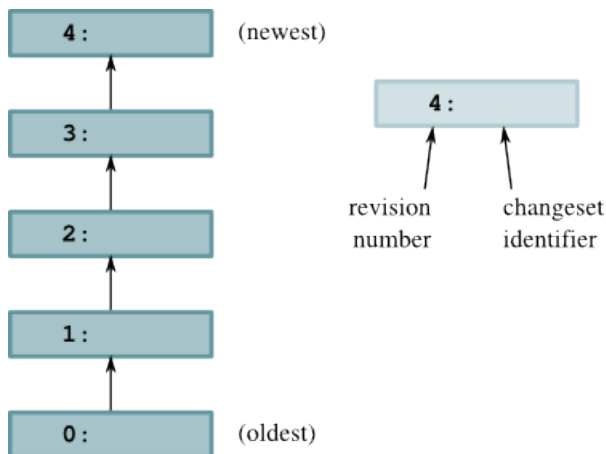 4:
(newest)
3:
2:
1:
0:
(oldest)
4:
revision
number
changeset
identifier